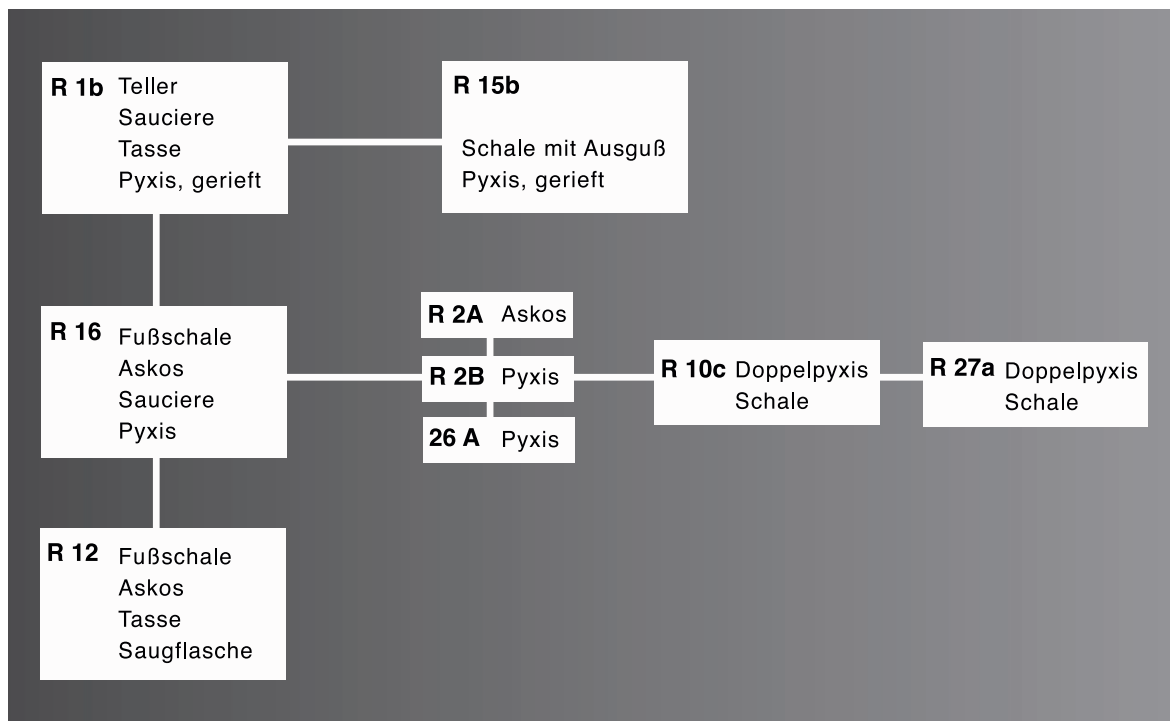 R 1b Teller
Sauciere
Tasse
Pyxis, gerieft
R 15b
Schale mit Ausguß
Pyxis, gerieft
R 16 Fußschale
Askos
Sauciere
Pyxis
R 2A Askos
R 2B Pyxis
26 A Pyxis
R 10c Doppelpyxis
Schale
R 27a Doppelpyxis
Schale
R 12 Fußschale
Askos
Tasse
Saugflasche